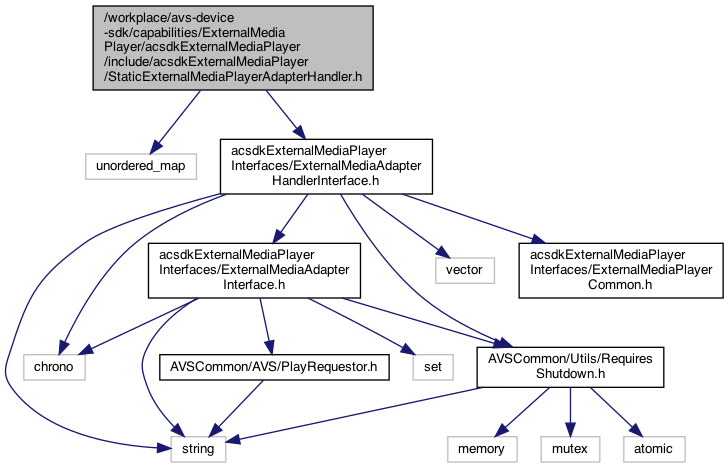 /workplace/avs-device
-sdk/capabilities/ExternalMedia
Player/acsdkExternalMediaPlayer
/include/acsdkExternalMediaPlayer
/StaticExternalMediaPlayerAdapterHandler.h
unordered_map
acsdkExternalMediaPlayer
Interfaces/ExternalMediaAdapter
HandlerInterface.h
acsdkExternalMediaPlayer
Interfaces/ExternalMediaAdapter
Interface.h
vector
acsdkExternalMediaPlayer
Interfaces/ExternalMediaPlayer
Common.h
chrono
AVSCommon/AVS/PlayRequestor.h
set
AVSCommon/Utils/Requires
Shutdown.h
string
memory
mutex
atomic